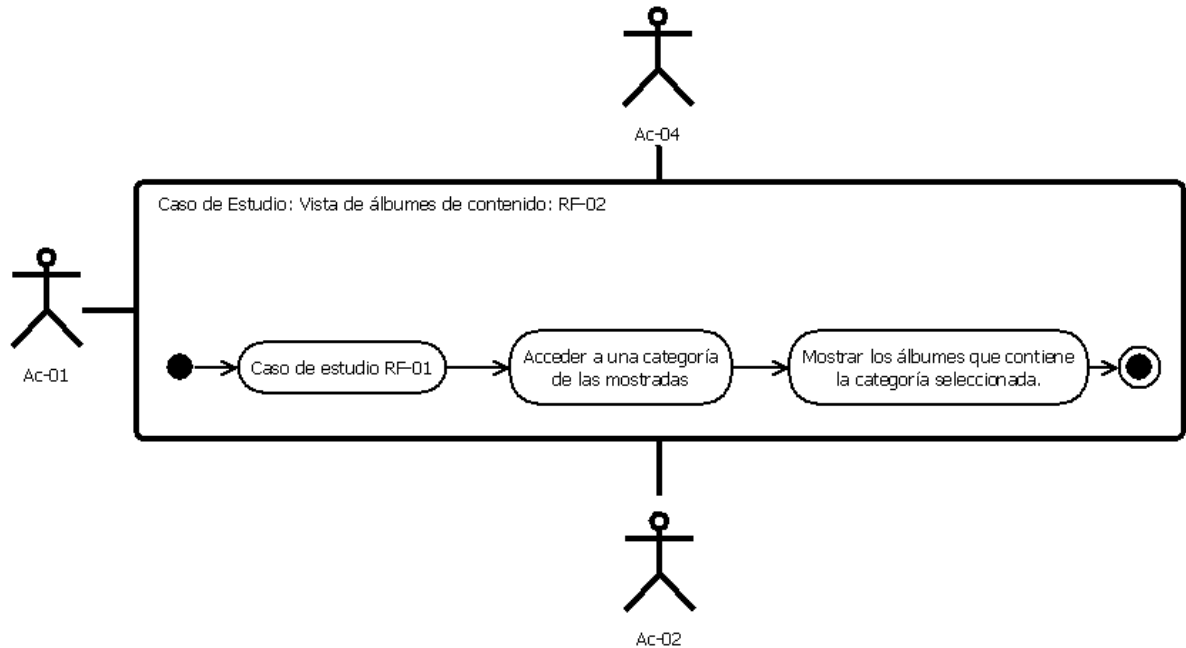 Ac-04
Caso de Estudio: Vista de álbumes de contenido: RF-02
Ac-01
Caso de estudio RF-01
Acceder a una categoría
de las mostradas
Mostrar los álbumes que contiene
la categoría seleccionada.
Ac-02